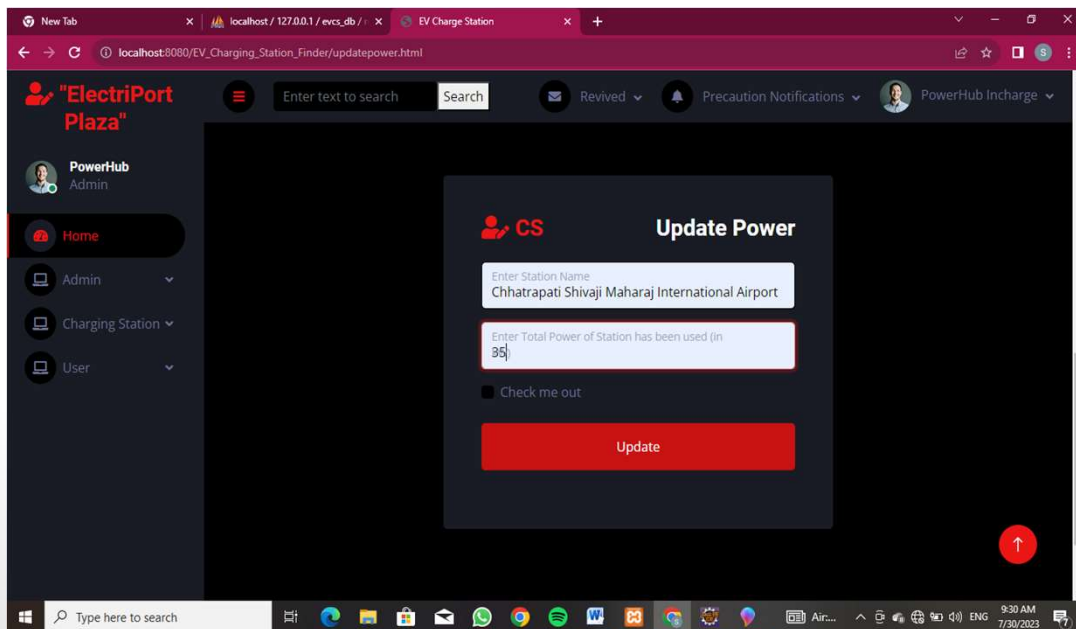 New Tab
localhost / 127.0.0.1 / evcs_db /
EV Charge Station
localhost:8080/EV_Charging_Station_Finder/updatepower.html
S
"ElectriPort
Plaza"
Enter text to search
Search
Revived
Precaution Notifications
PowerHub Incharge
PowerHub
Admin
Home
Admin
Charging Station
User
CS
Update Power
Enter Station Name
Chhatrapati Shivaji Maharaj International Airport
Enter Total Power of Station has been used (in
35
Check me out
Update
Type here to search
Air...
ENG
9:30 AM
7/30/2023
7